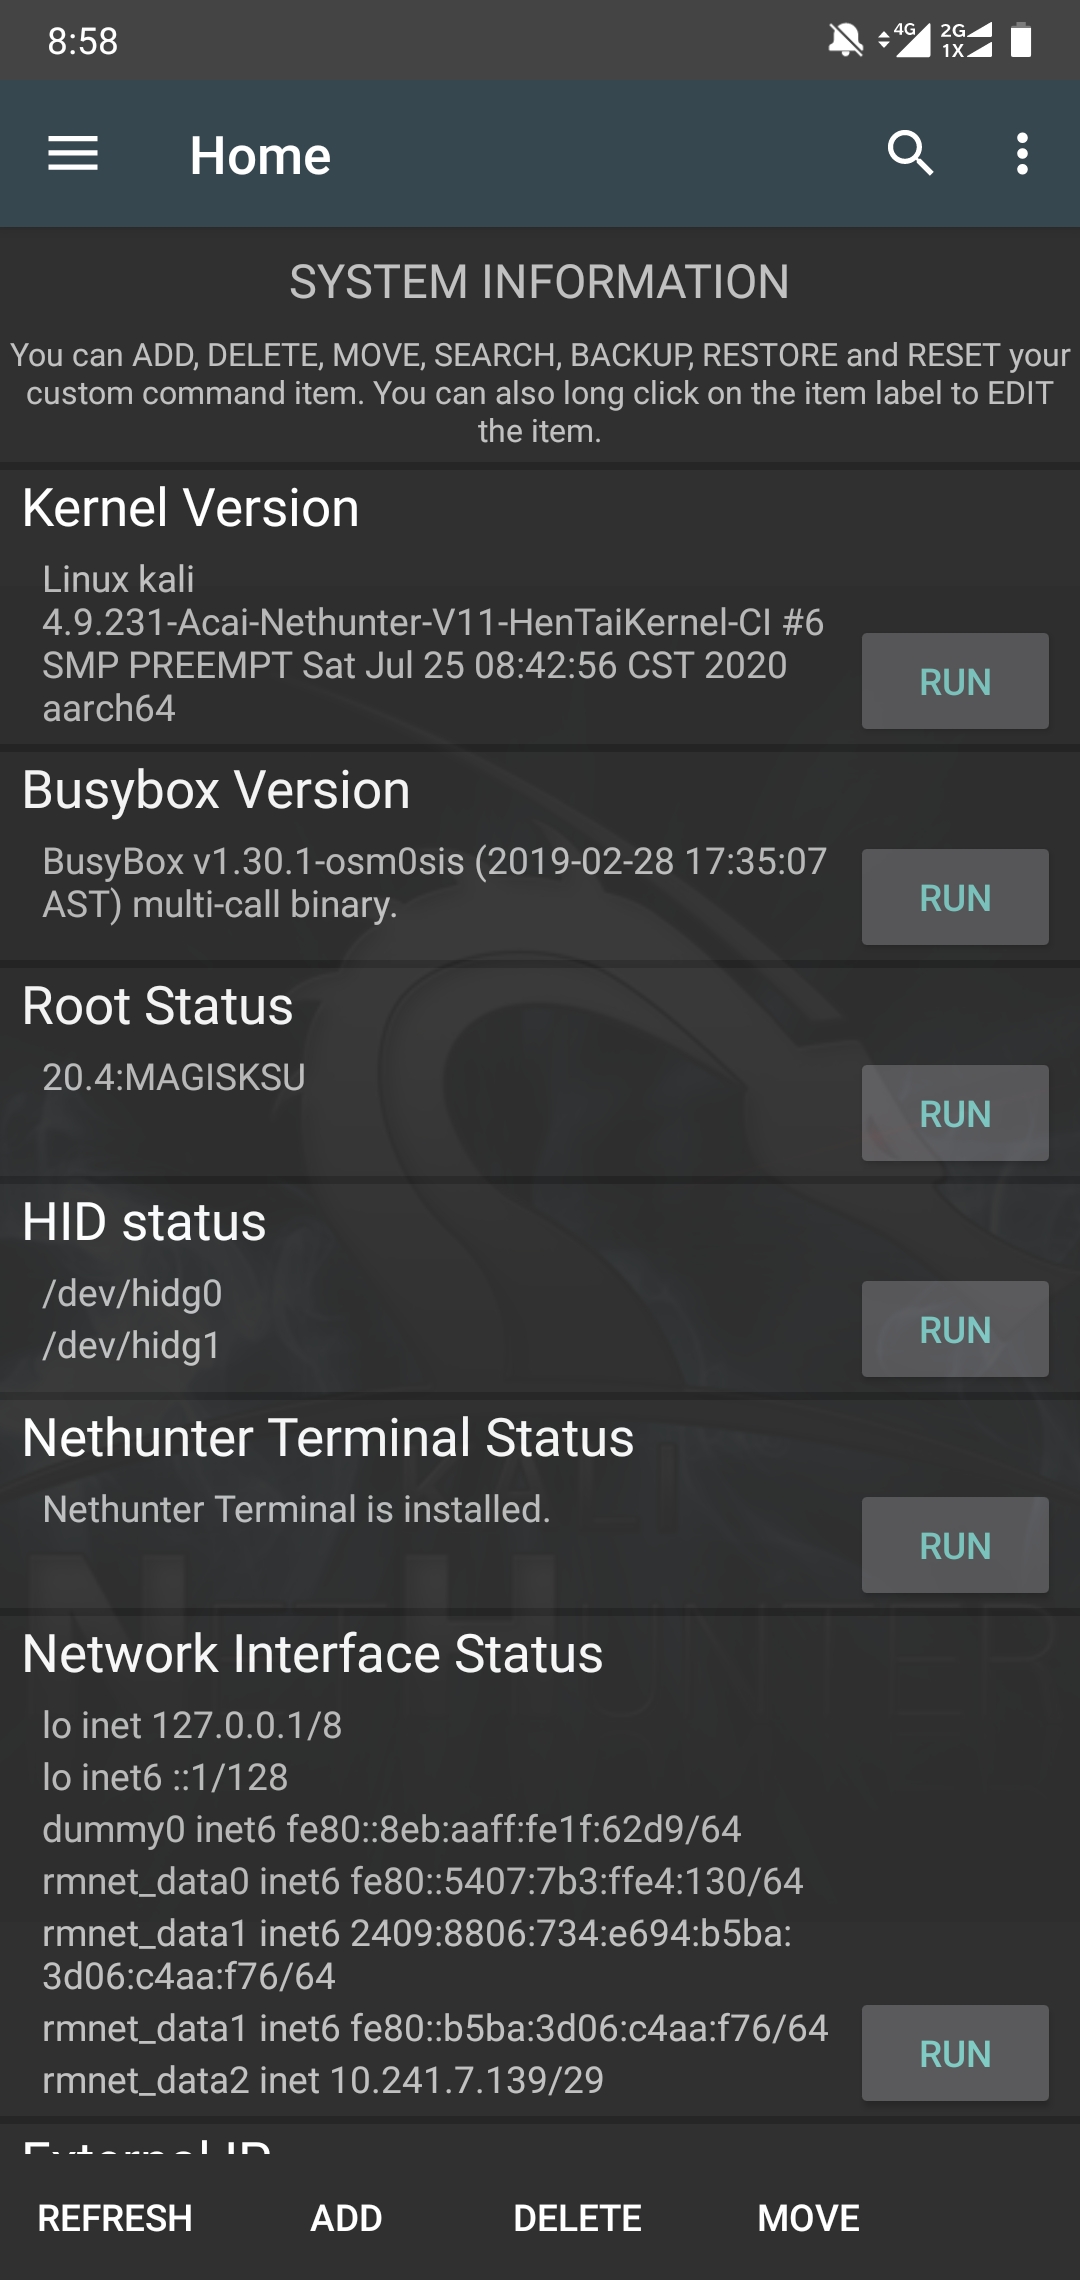 8:58
4G
2G
1X
Home
SYSTEM INFORMATION
You can ADD, DELETE, MOVE, SEARCH, BACKUP, RESTORE and RESET your
custom command item. You can also long click on the item label to EDIT
the item.
Kernel Version
Linux kali
4.9.231-Acai-Nethunter-V11-HenTaiKernel-CI #6
SMP PREEMPT Sat Jul 25 08:42:56 CST 2020
aarch64
RUN
Busybox Version
BusyBox v1.30.1-osm0sis (2019-02-28 17:35:07
AST) multi-call binary.
RUN
Root Status
20.4:MAGISKSU
RUN
HID status
/dev/hidg0
/dev/hidg1
RUN
Nethunter Terminal Status
Nethunter Terminal is installed.
RUN
KALI
NETHUNTER
Network Interface Status
lo inet 127.0.0.1/8
lo inet6 ::1/128
dummy0 inet6 fe80::8eb:aaff:fe1f:62d9/64
rmnet_data0 inet6 fe80::5407:7b3:ffe4:130/64
rmnet_data1 inet6 2409:8806:734:e694:b5ba:
3d06:c4aa:f76/64
rmnet_data1 inet6 fe80::b5ba:3d06:c4aa:f76/64
rmnet_data2 inet 10.241.7.139/29
RUN
External IP
REFRESH ADD DELETE MOVE